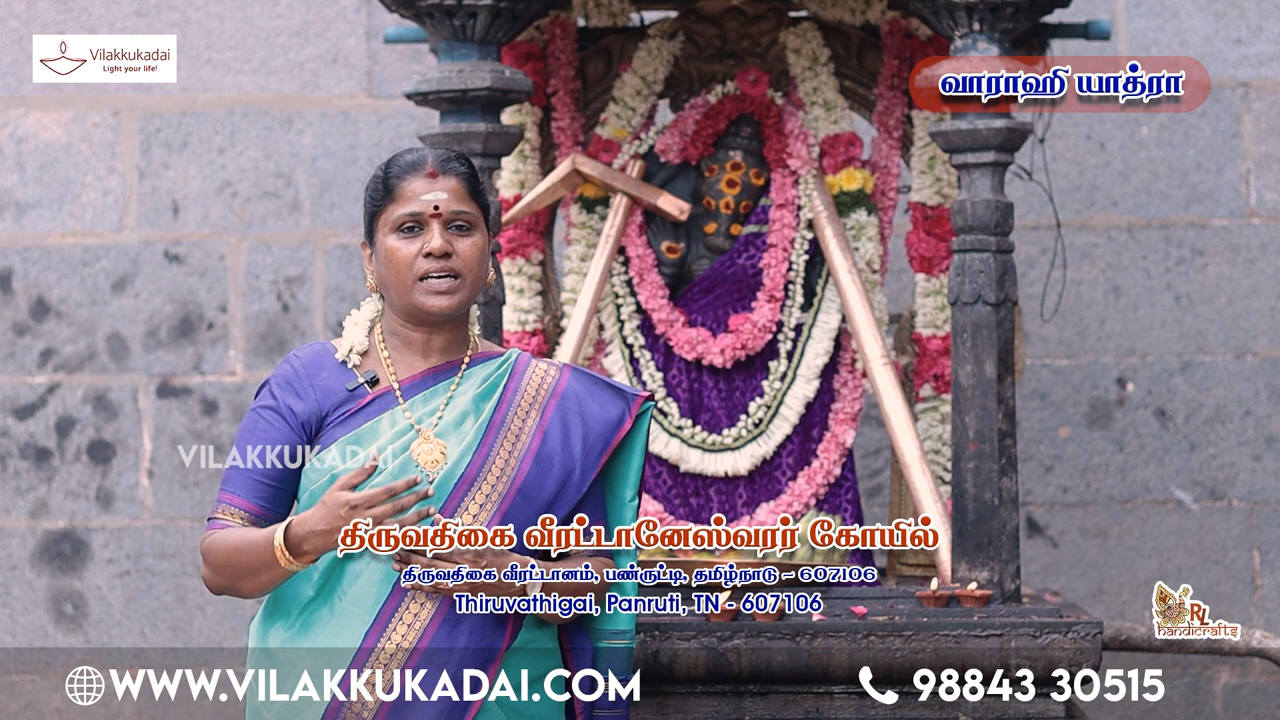 Vilakkukadai
Light your life!
வாராஹி யாத்ரா
VILAKKUKADAI
திருவதிகை வீரட்டானேஸ்வரர் கோயில்
திருவதிகை வீரட்டானம், பண்ருட்டி, தமிழ்நாடு - 607106
Thiruvathigai, Panruti, TN - 607106
RL
handicrafts
WWW.VILAKKUKADAI.COM
98843 30515